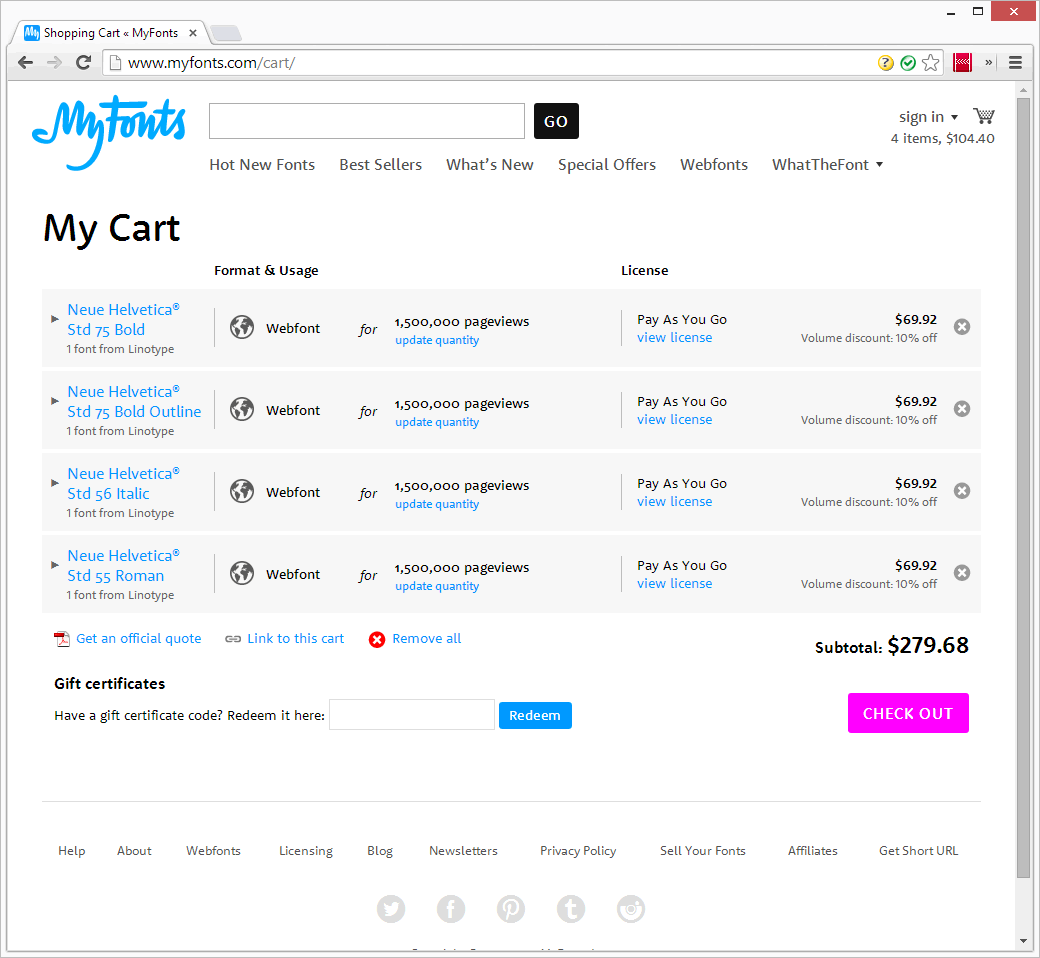 Shopping Cart « MyFonts
www.myfonts.com/cart/
MyFonts
GO
sign in
4 items, $104.40
Hot New Fonts Best Sellers What's New Special Offers Webfonts WhatTheFont
My Cart
Format & Usage License
Neue Helvetica®
Std 75 Bold
1 font from Linotype
Webfont for 1,500,000 pageviews
update quantity
Pay As You Go
view license
$69.92
Volume discount: 10% off
Neue Helvetica®
Std 75 Bold Outline
1 font from Linotype
Webfont for 1,500,000 pageviews
update quantity
Pay As You Go
view license
$69.92
Volume discount: 10% off
Neue Helvetica®
Std 56 Italic
1 font from Linotype
Webfont for 1,500,000 pageviews
update quantity
Pay As You Go
view license
$69.92
Volume discount: 10% off
Neue Helvetica®
Std 55 Roman
1 font from Linotype
Webfont for 1,500,000 pageviews
update quantity
Pay As You Go
view license
$69.92
Volume discount: 10% off
Get an official quote Link to this cart Remove all
Subtotal: $279.68
Gift certificates
Have a gift certificate code? Redeem it here: Redeem
CHECK OUT
Help About Webfonts Licensing Blog Newsletters Privacy Policy Sell Your Fonts Affiliates Get Short URL